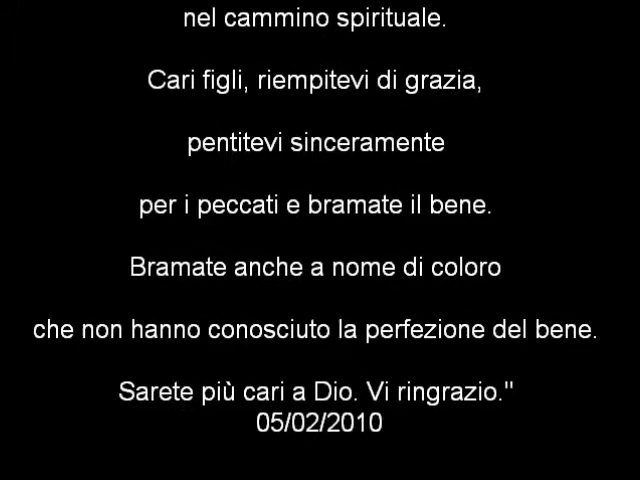 nel cammino spirituale.
Cari figli, riempitevi di grazia,
pentitevi sinceramente
per i peccati e bramate il bene.
Bramate anche a nome di coloro
che non hanno conosciuto la perfezione del bene.
Sarete più cari a Dio. Vi ringrazio."
05/02/2010